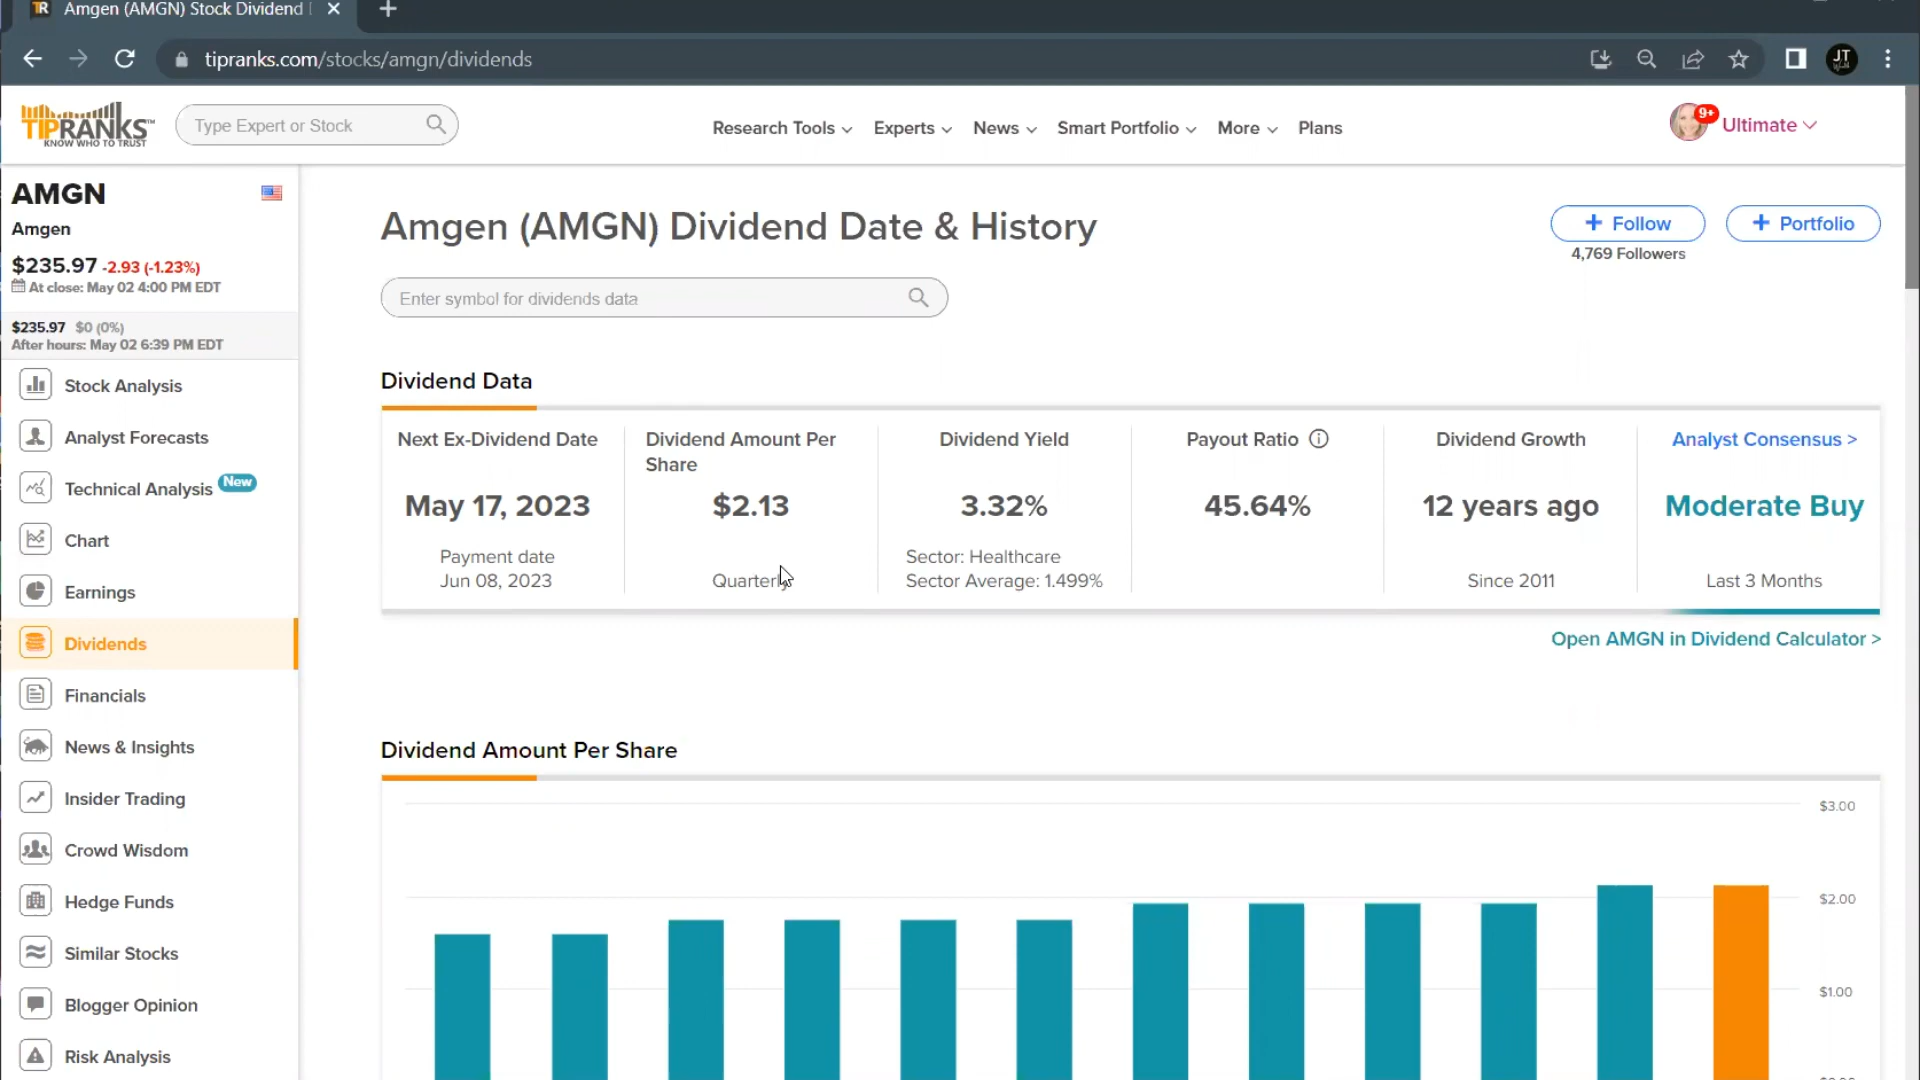 TR Amgen (AMGN) Stock Dividend
tipranks.com/stocks/amgn/dividends
JT
TIPRANKS™
KNOW WHO TO TRUST
Type Expert or Stock
Research Tools
Experts
News
Smart Portfolio
More
Plans
9+
Ultimate
AMGN
Amgen
$235.97 -2.93 (-1.23%)
At close: May 02 4:00 PM EDT
$235.97 $0 (0%)
After hours: May 02 6:39 PM EDT
Stock Analysis
Analyst Forecasts
Technical Analysis New
Chart
Earnings
Dividends
Financials
News & Insights
Insider Trading
Crowd Wisdom
Hedge Funds
Similar Stocks
Blogger Opinion
Risk Analysis
Amgen (AMGN) Dividend Date & History
+ Follow
4,769 Followers
+ Portfolio
Enter symbol for dividends data
Dividend Data
Next Ex-Dividend Date
May 17, 2023
Payment date
Jun 08, 2023
Dividend Amount Per
Share
$2.13
Quarterly
Dividend Yield
3.32%
Sector: Healthcare
Sector Average: 1.499%
Payout Ratio
45.64%
Dividend Growth
12 years ago
Since 2011
Analyst Consensus >
Moderate Buy
Last 3 Months
Open AMGN in Dividend Calculator >
Dividend Amount Per Share
$3.00
$2.00
$1.00